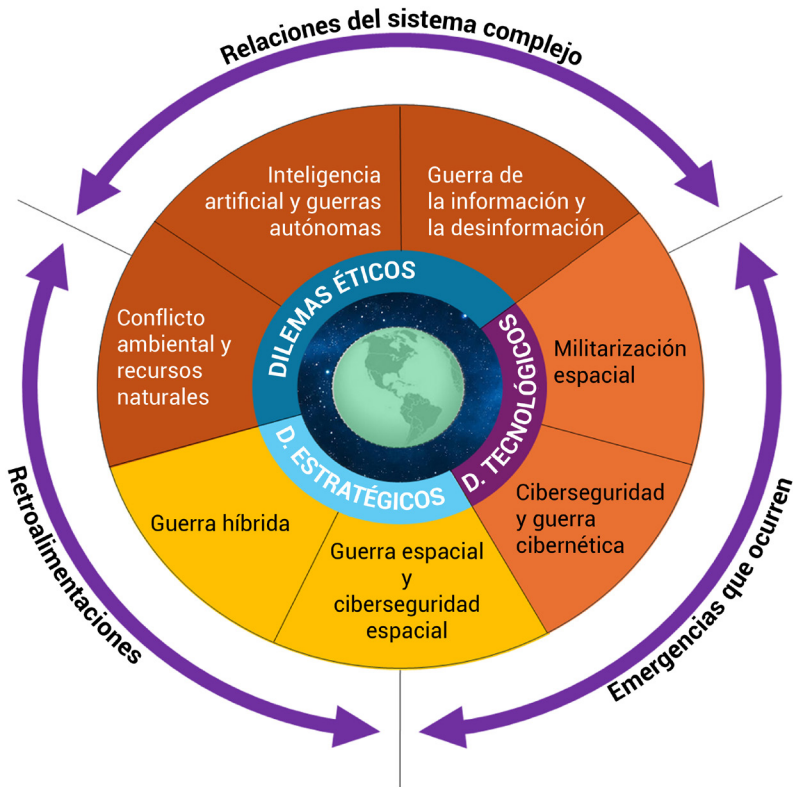 Relaciones del sistema complejo
Inteligencia
artificial y guerras
autónomas
Guerra de
la información y
la desinformación
Conflicto
ambiental y
recursos
naturales
Militarización
espacial
DILEMAS ÉTICOS
D. TECNOLÓGICOS
D. ESTRATÉGICOS
Guerra híbrida
Guerra espacial
y
ciberseguridad
espacial
Ciberseguridad
y guerra
cibernética
Retroalimentaciones
Emergencias que ocurren